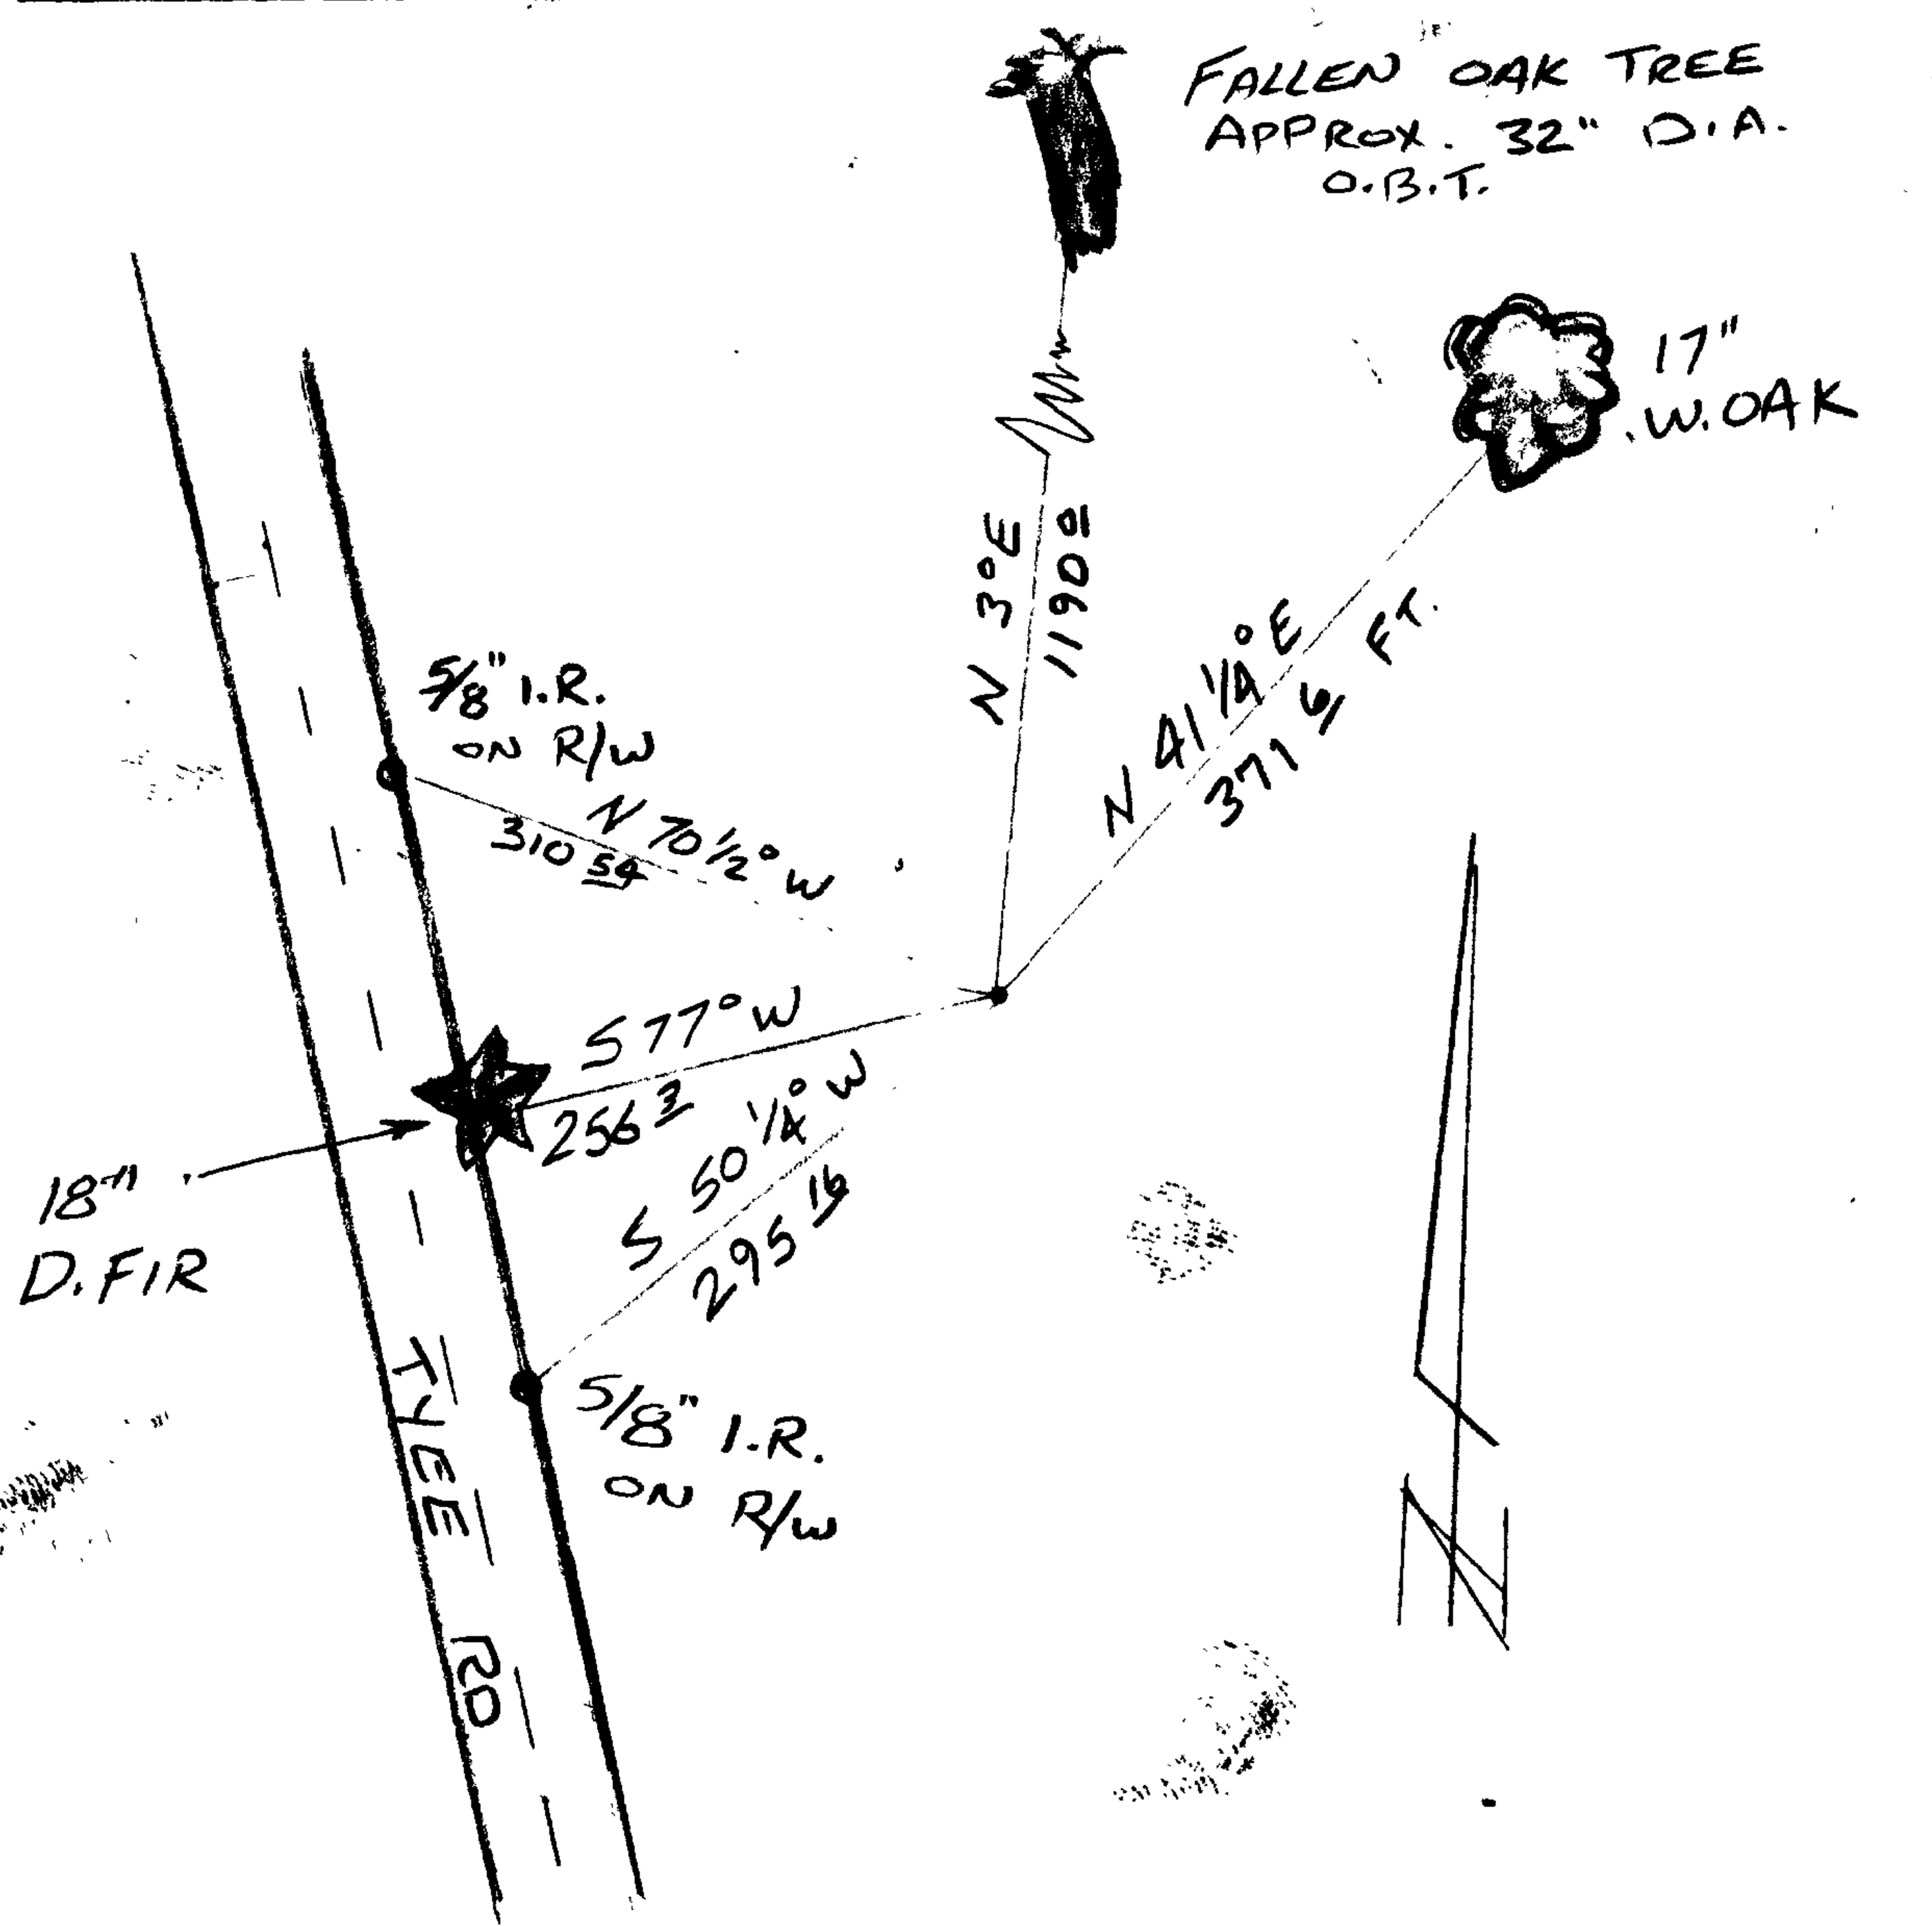 FALLEN OAK TREE
APPROX. 32" DIA.
O.B.T.
17"
W. OAK
N 3° E
1190
N 41 1/4° E
371 FT.
5/8" I.R.
ON R/W
N 70 1/2° W
310 54
S 77° W
256 3
S 50 1/4° W
295 16
18"
D. FIR
5/8" I.R.
ON R/W
TYEE RD
N